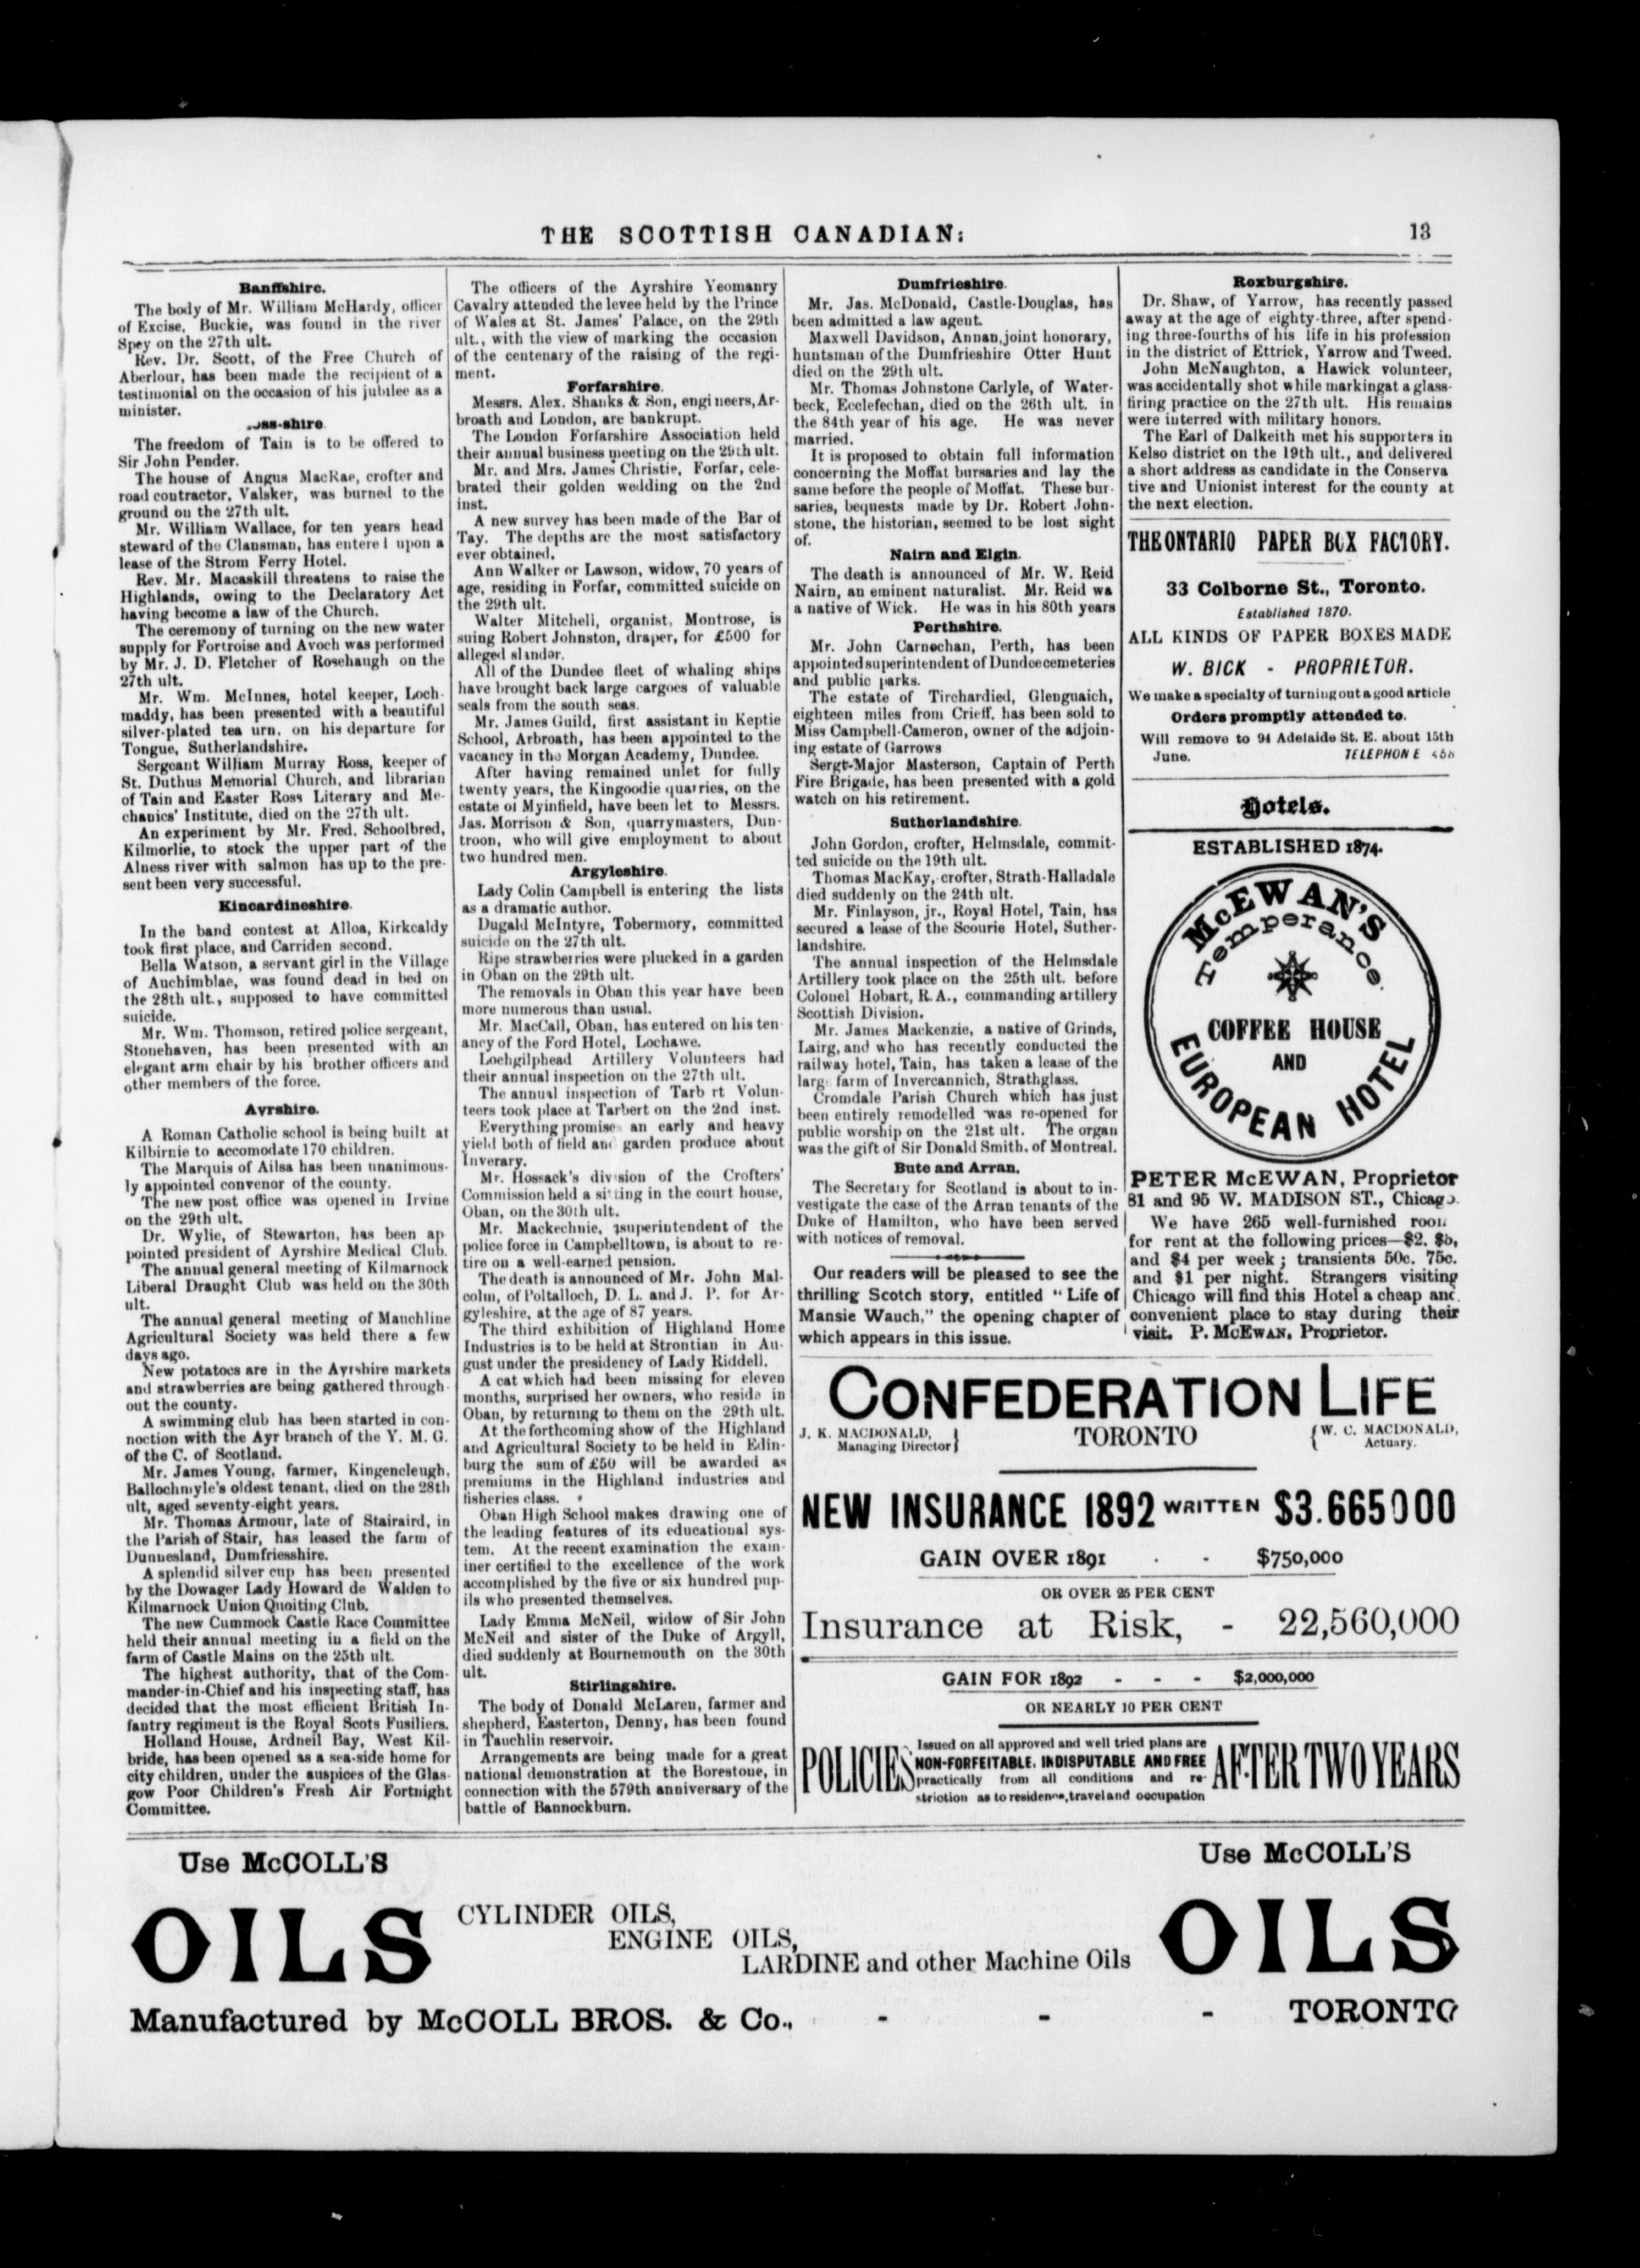 THE SCOTTISH CANADIAN:
13
Banffshire.
The body of Mr. William McHardy, officer
of Excise, Buckie, was found in the river
Spey on the 27th ult.
Rev. Dr. Scott, of the Free Church of
Aberlour, has been made the recipient of a
testimonial on the occasion of his jubilee as a
minister.
ss-shire
The freedom of Tain is to be offered to
Sir John Pender.
The house of Angus MacRae, crofter and
road contractor, Valsker, was burned to the
ground on the 27th ult.
Mr. William Wallace, for ten years head
steward of the Clansman, has entere l upon a
lease of the Strom Ferry Hotel.
Rev. Mr. Macaskill threatens to raise the
Highlands, owing to the Declaratory Act
having become a law of the Church.
The ceremony of turning on the new water
supply for Fortroise and Avoch was performed
by Mr. J. D. Fletcher of Rosehaugh on the
27th ult.
Mr. Wm. McInnes, hotel keeper, Loch-
maddy, has been presented with a beautiful
silver-plated tea urn, on his departure for
Tongue, Sutherlandshire.
Sergeant William Murray Ross, keeper of
St. Duthus Memorial Church, and librarian
of Tain and Easter Ross Literary and Me-
chanics' Institute, died on the 27th ult.
An experiment by Mr. Fred. Schoolbred,
Kilmorlie, to stock the upper part of the
Alness river with salmon has up to the pre-
sent been very successful.
Kincardineshire.
In the band contest at Alloa, Kirkcaldy
took first place, and Carriden second.
Bella Watson, a servant girl in the Village
of Auchimblae, was found dead in bed on
the 28th ult., supposed to have committed
suicide.
Mr. Wm. Thomson, retired police sergeant,
Stonehaven, has been presented with an
elegant arm chair by his brother officers and
other members of the force.
Ayrshire.
A Roman Catholic school is being built at
Kilbirnie to accomodate 170 children.
The Marquis of Ailsa has been unanimous-
ly appointed convenor of the county.
The new post office was opened in Irvine
on the 29th ult.
Dr. Wylie, of Stewarton, has been ap
pointed president of Ayrshire Medical Club.
The annual general meeting of Kilmarnock
Liberal Draught Club was held on the 30th
ult.
The annual general meeting of Mauchline
Agricultural Society was held there a few
days ago.
New potatoes are in the Ayrshire markets
and strawberries are being gathered through-
out the county.
A swimming club has been started in con-
noction with the Ayr branch of the Y. M. G.
of the C. of Scotland.
Mr. James Young, farmer, Kingencleugh,
Ballochmyle's oldest tenant, died on the 28th
ult, aged seventy-eight years.
Mr. Thomas Armour, late of Stairaird, in
the Parish of Stair, has leased the farm of
Dunuesland, Dumfriesshire.
A splendid silver cup has been presented
by the Dowager Lady Howard de Walden to
Kilmarnock Union Quoiting Club.
The new Cummock Castle Race Committee
held their annual meeting in a field on the
farm of Castle Mains on the 25th ult.
The highest authority, that of the Com-
mander-in-Chief and his inspecting staff, has
decided that the most efficient British In-
fantry regiment is the Royal Scots Fusiliers.
Holland House, Ardneil Bay, West Kil-
bride, has been opened as a sea-side home for
city children, under the auspices of the Glas-
gow Poor Children's Fresh Air Fortnight
Committee.
The officers of the Ayrshire Yeomanry
Cavalry attended the levee held by the Prince
of Wales at St. James' Palace, on the 29th
ult., with the view of marking the occasion
of the centenary of the raising of the regi-
ment.
Forfarshire.
Messrs. Alex. Shanks & Son, engineers, Ar-
broath and London, are bankrupt.
The London Forfarshire Association held
their annual business meeting on the 29th ult.
Mr. and Mrs. James Christie, Forfar, cele-
brated their golden wedding on the 2nd
inst.
A new survey has been made of the Bar of
Tay. The depths are the most satisfactory
ever obtained.
Ann Walker or Lawson, widow, 70 years of
age, residing in Forfar, committed suicide on
the 29th ult.
Walter Mitchell, organist, Montrose, is
suing Robert Johnston, draper, for £500 for
alleged slander.
All of the Dundee fleet of whaling ships
have brought back large cargoes of valuable
seals from the south seas.
Mr. James Guild, first assistant in Keptie
School, Arbroath, has been appointed to the
vacancy in the Morgan Academy, Dundee.
After having remained unlet for fully
twenty years, the Kingoodie quarries, on the
estate of Myinfield, have been let to Messrs.
Jas. Morrison & Son, quarrymasters, Dun-
troon, who will give employment to about
two hundred men.
Argyleshire.
Lady Colin Campbell is entering the lists
as a dramatic author.
Dugald McIntyre, Tobermory, committed
suicide on the 27th ult.
Ripe strawberries were plucked in a garden
in Oban on the 29th ult.
The removals in Oban this year have been
more numerous than usual.
Mr. MacCall, Oban, has entered on his ten-
ancy of the Ford Hotel, Lochawe.
Lochgilphead Artillery Volunteers had
their annual inspection on the 27th ult.
The annual inspection of Tarb rt Volun-
teers took place at Tarbert on the 2nd inst.
Everything promises an early and heavy
yield both of field and garden produce about
Inverary.
Mr. Hossack's division of the Crofters'
Commission held a sitting in the court house,
Oban, on the 30th ult.
Mr. Mackechnie, superintendent of the
police force in Campbelltown, is about to re-
tire on a well-earned pension.
The death is announced of Mr. John Mal-
colm, of Poltalloch, D. L. and J. P. for Ar-
gyleshire, at the age of 87 years.
The third exhibition of Highland Home
Industries is to be held at Strontian in Au-
gust under the presidency of Lady Riddell.
A cat which had been missing for eleven
months, surprised her owners, who reside in
Oban, by returning to them on the 29th ult.
At the forthcoming show of the Highland
and Agricultural Society to be held in Edin-
burg the sum of £50 will be awarded as
premiums in the Highland industries and
fisheries class.
Oban High School makes drawing one of
the leading features of its educational sys-
tem. At the recent examination the exam-
iner certified to the excellence of the work
accomplished by the five or six hundred pup-
ils who presented themselves.
Lady Emma McNeil, widow of Sir John
McNeil and sister of the Duke of Argyll,
died suddenly at Bournemouth on the 30th
ult.
Stirlingshire.
The body of Donald McLaren, farmer and
shepherd, Easterton, Denny, has been found
in Tauchlin reservoir.
Arrangements are being made for a great
national demonstration at the Borestone, in
connection with the 579th anniversary of the
battle of Bannockburn.
Dumfrieshire.
Mr. Jas. McDonald, Castle-Douglas, has
been admitted a law agent.
Maxwell Davidson, Annan, joint honorary,
huntsman of the Dumfrieshire Otter Hunt
died on the 29th ult.
Mr. Thomas Johnstone Carlyle, of Water-
beck, Ecclefechan, died on the 26th ult. in
the 84th year of his age. He was never
married.
It is proposed to obtain full information
concerning the Moffat bursaries and lay the
same before the people of Moffat. These bur-
saries, bequests made by Dr. Robert John-
stone, the historian, seemed to be lost sight
of.
Nairn and Elgin.
The death is announced of Mr. W. Reid
Nairn, an eminent naturalist. Mr. Reid wa
a native of Wick. He was in his 80th years
Perthshire.
Mr. John Carnochan, Perth, has been
appointed superintendent of Dundee cemeteries
and public parks.
The estate of Tirchardied, Glenguaich,
eighteen miles from Crieff, has been sold to
Miss Campbell-Cameron, owner of the adjoin-
ing estate of Garrows
Sergt-Major Masterson, Captain of Perth
Fire Brigade, has been presented with a gold
watch on his retirement.
Sutherlandshire.
John Gordon, crofter, Helmsdale, commit-
ted suicide on the 19th ult.
Thomas MacKay, crofter, Strath-Halladale
died suddenly on the 24th ult.
Mr. Finlayson, jr., Royal Hotel, Tain, has
secured a lease of the Scourie Hotel, Suther-
landshire.
The annual inspection of the Helmsdale
Artillery took place on the 25th ult. before
Colonel Hobart, R. A., commanding artillery
Scottish Division.
Mr. James Mackenzie, a native of Grinds,
Lairg, and who has recently conducted the
railway hotel, Tain, has taken a lease of the
large farm of Invercannich, Strathglass.
Cromdale Parish Church which has just
been entirely remodelled was re-opened for
public worship on the 21st ult. The organ
was the gift of Sir Donald Smith, of Montreal.
Bute and Arran.
The Secretary for Scotland is about to in-
vestigate the case of the Arran tenants of the
Duke of Hamilton, who have been served
with notices of removal.
Our readers will be pleased to see the
thrilling Scotch story, entitled " Life of
Mansie Wauch," the opening chapter of
which appears in this issue.
Roxburgshire.
Dr. Shaw, of Yarrow, has recently passed
away at the age of eighty-three, after spend-
ing three-fourths of his life in his profession
in the district of Ettrick, Yarrow and Tweed.
John McNaughton, a Hawick volunteer,
was accidentally shot while marking at a glass-
firing practice on the 27th ult. His remains
were interred with military honors.
The Earl of Dalkeith met his supporters in
Kelso district on the 19th ult., and delivered
a short address as candidate in the Conserva
tive and Unionist interest for the county at
the next election.
THE ONTARIO PAPER BOX FACTORY.
33 Colborne St., Toronto.
Established 1870.
ALL KINDS OF PAPER BOXES MADE
W. BICK - PROPRIETOR.
We make a specialty of turning out a good article
Orders promptly attended to.
Will remove to 94 Adelaide St. E. about 15th
June. TELEPHONE
Hotels.
ESTABLISHED 1874.
McEWAN'S
Temperance
COFFEE HOUSE
AND
EUROPEAN HOTEL
PETER McEWAN, Proprietor
81 and 95 W. MADISON ST., Chicago.
We have 265 well-furnished room
for rent at the following prices—$2, $3,
and $4 per week; transients 50c. 75c.
and $1 per night. Strangers visiting
Chicago will find this Hotel a cheap and
convenient place to stay during their
visit. P. McEwan, Proprietor.
CONFEDERATION LIFE
J. K. MACDONALD, Managing Director
TORONTO
W. C. MACDONALD, Actuary.
NEW INSURANCE 1892 WRITTEN $3.665000
GAIN OVER 1891 . - $750,000
OR OVER 25 PER CENT
Insurance at Risk, - 22,560,000
GAIN FOR 1892 - - - $2,000,000
OR NEARLY 10 PER CENT
POLICIES
Issued on all approved and well tried plans are
NON-FORFEITABLE, INDISPUTABLE AND FREE
practically from all conditions and re-
striction as to residence, travel and occupation
AFTER TWO YEARS
Use McCOLL'S
OILS
CYLINDER OILS,
ENGINE OILS,
LARDINE and other Machine Oils
Use McCOLL'S
OILS
Manufactured by McCOLL BROS. & Co., - - - TORONTO